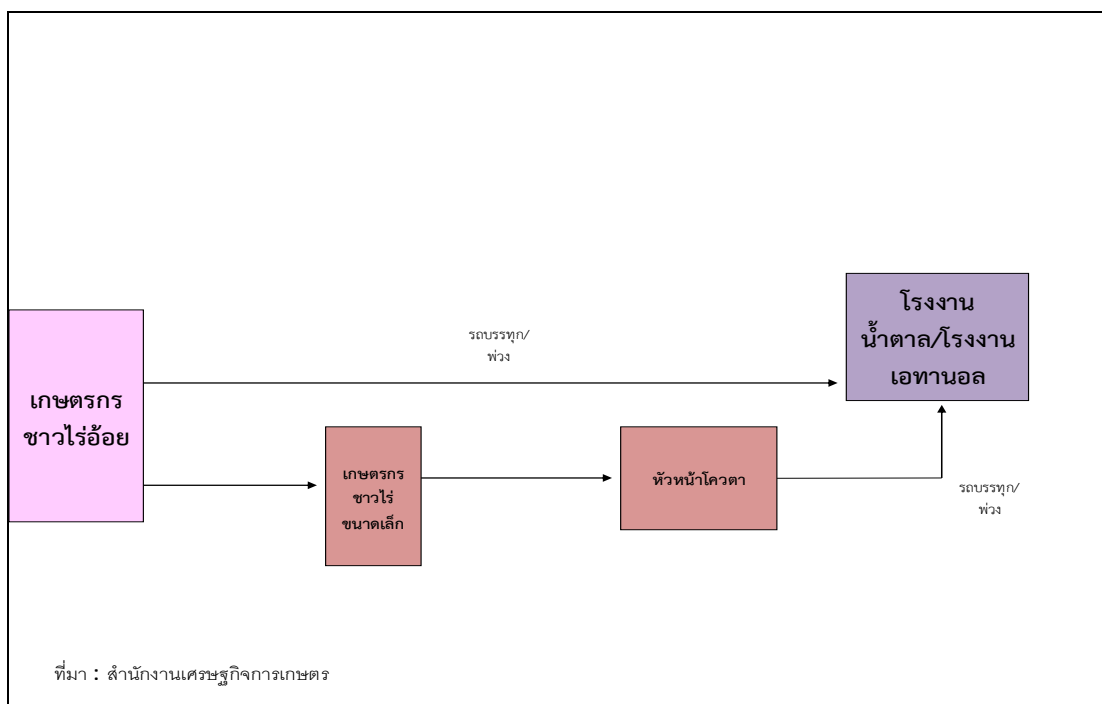 โรงงาน
น้ำตาล/โรงงาน
เอทานอล
รถบรรทุก/
พ่วง
เกษตรกร
ชาวไร่อ้อย
เกษตรกร
ชาวไร่
ขนาดเล็ก
หัวหน้าโควตา
รถบรรทุก/
พ่วง
ที่มา : สำนักงานเศรษฐกิจการเกษตร